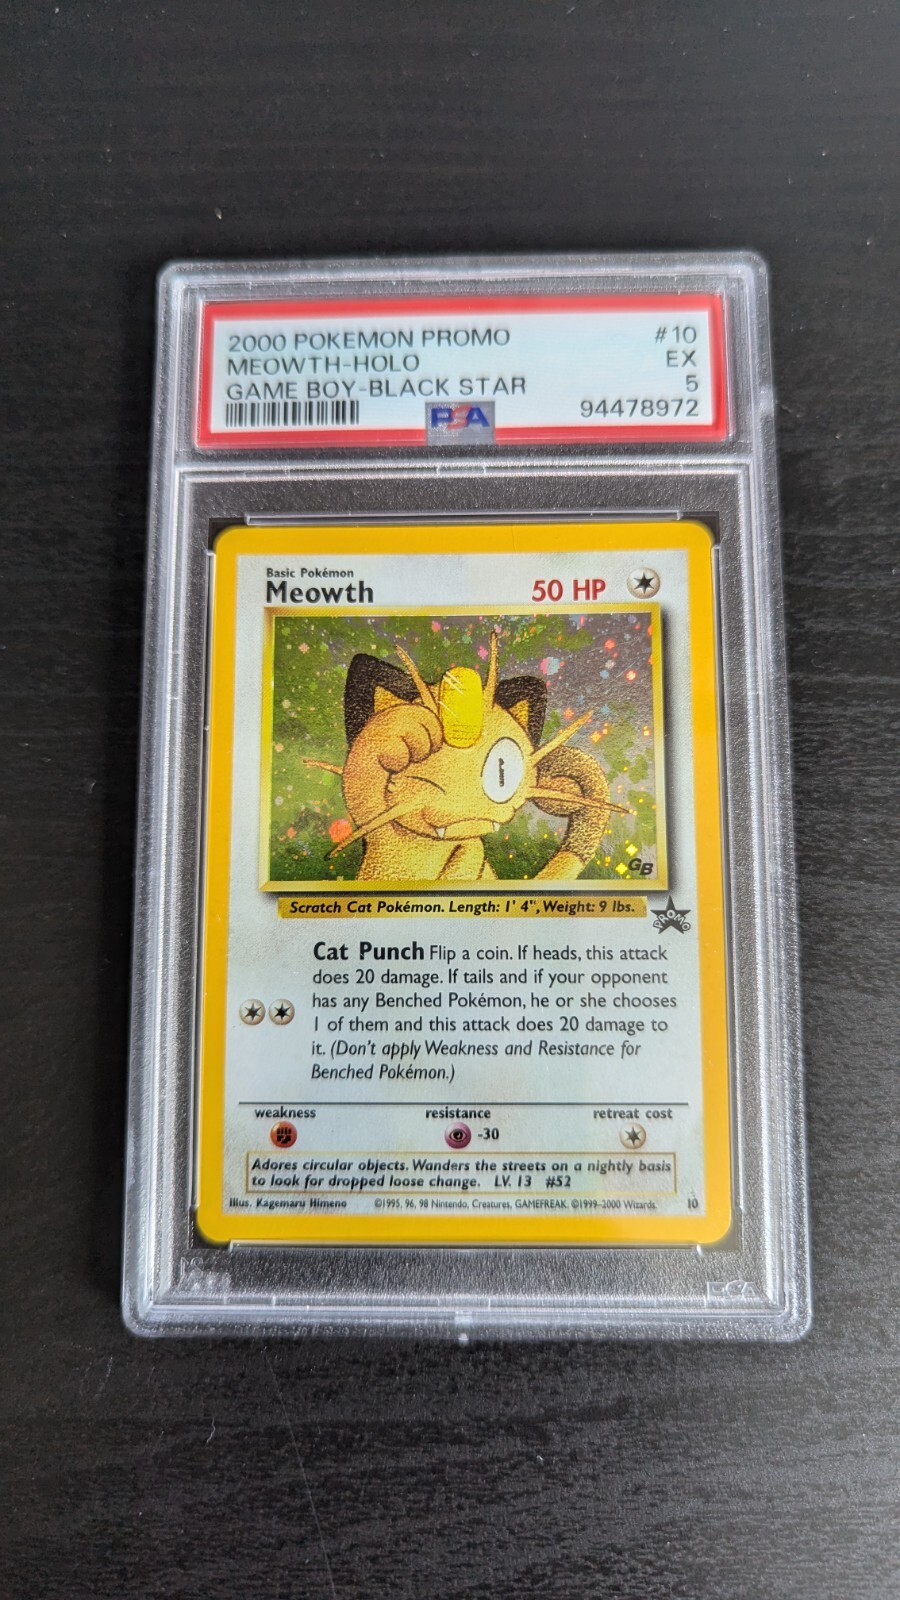 2000 POKEMON PROMO #10
MEOWTH-HOLO EX
GAME BOY-BLACK STAR 5
PSA 94478972
Basic Pokémon
Meowth 50 HP
GB
Scratch Cat Pokémon. Length: 1' 4", Weight: 9 lbs.
PROMO
Cat Punch Flip a coin. If heads, this attack
does 20 damage. If tails and if your opponent
has any Benched Pokémon, he or she chooses
1 of them and this attack does 20 damage to
it. (Don't apply Weakness and Resistance for
Benched Pokémon.)
weakness resistance retreat cost
-30
Adores circular objects. Wanders the streets on a nightly basis
to look for dropped loose change. LV. 13 #52
Illus. Kagemaru Himeno ©1995, 96, 98 Nintendo, Creatures, GAMEFREAK. ©1999-2000 Wizards. 10